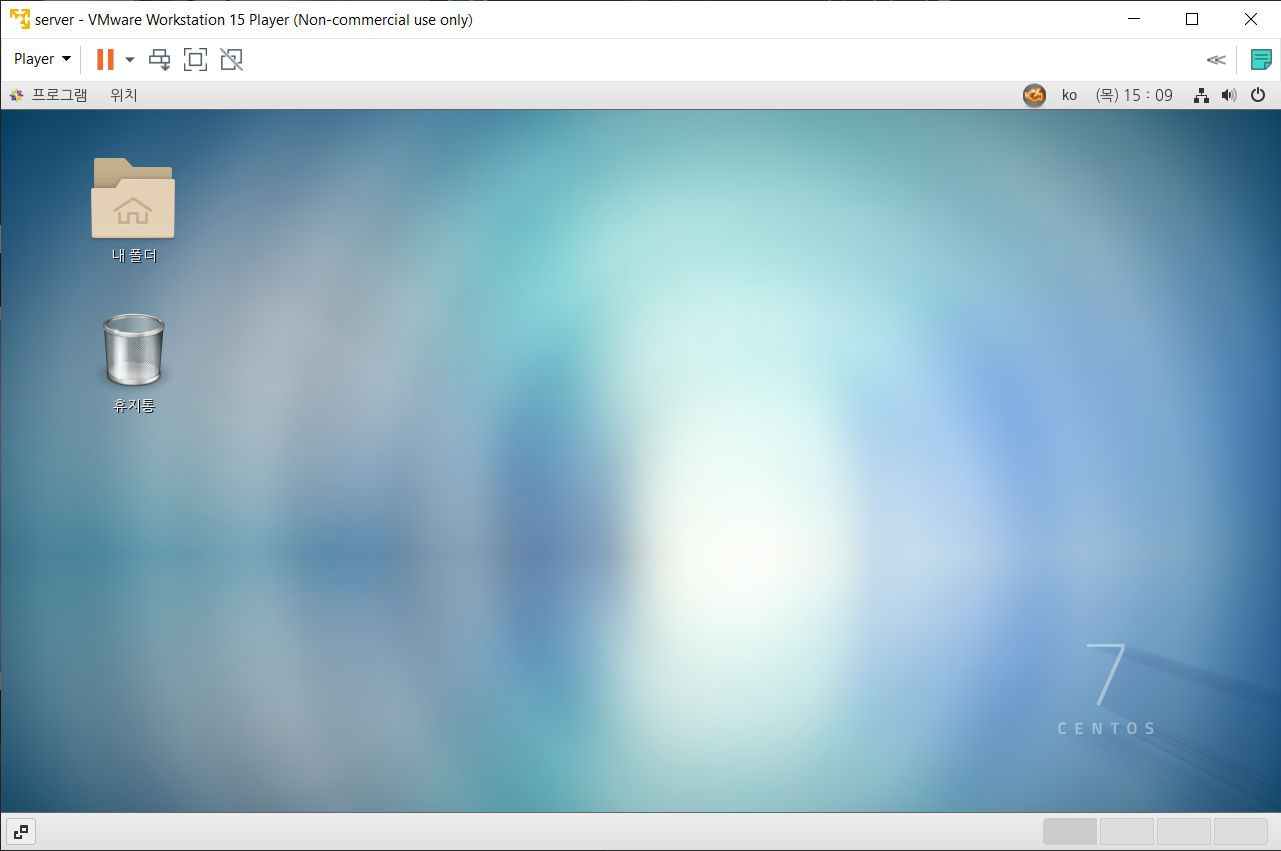 server - VMware Workstation 15 Player (Non-commercial use only)
Player
프로그램 위치 ko (목) 15 : 09
내 폴더
휴지통
7
CENTOS